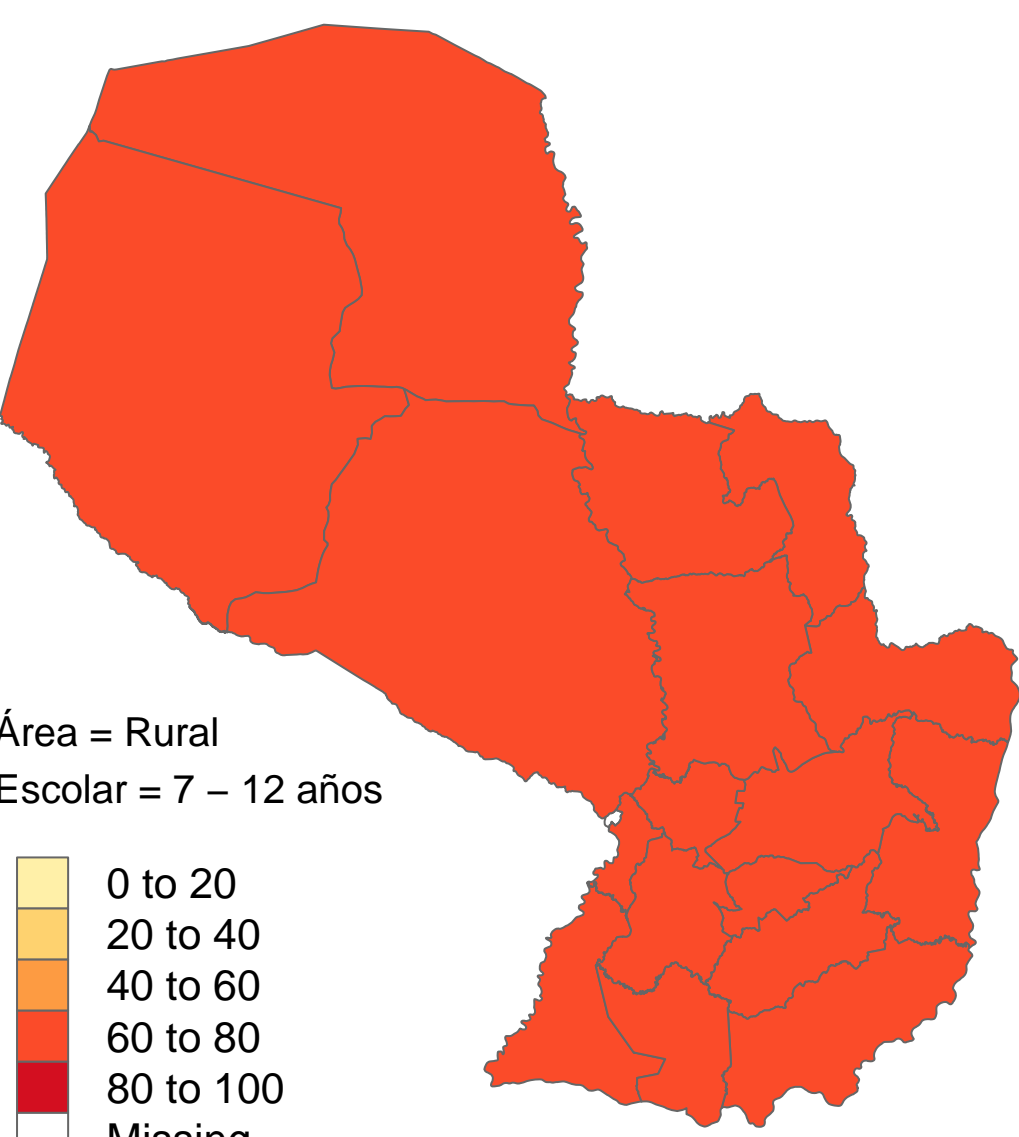 Área = Rural
Escolar = 7 – 12 años
0 to 20
20 to 40
40 to 60
60 to 80
80 to 100
Missing